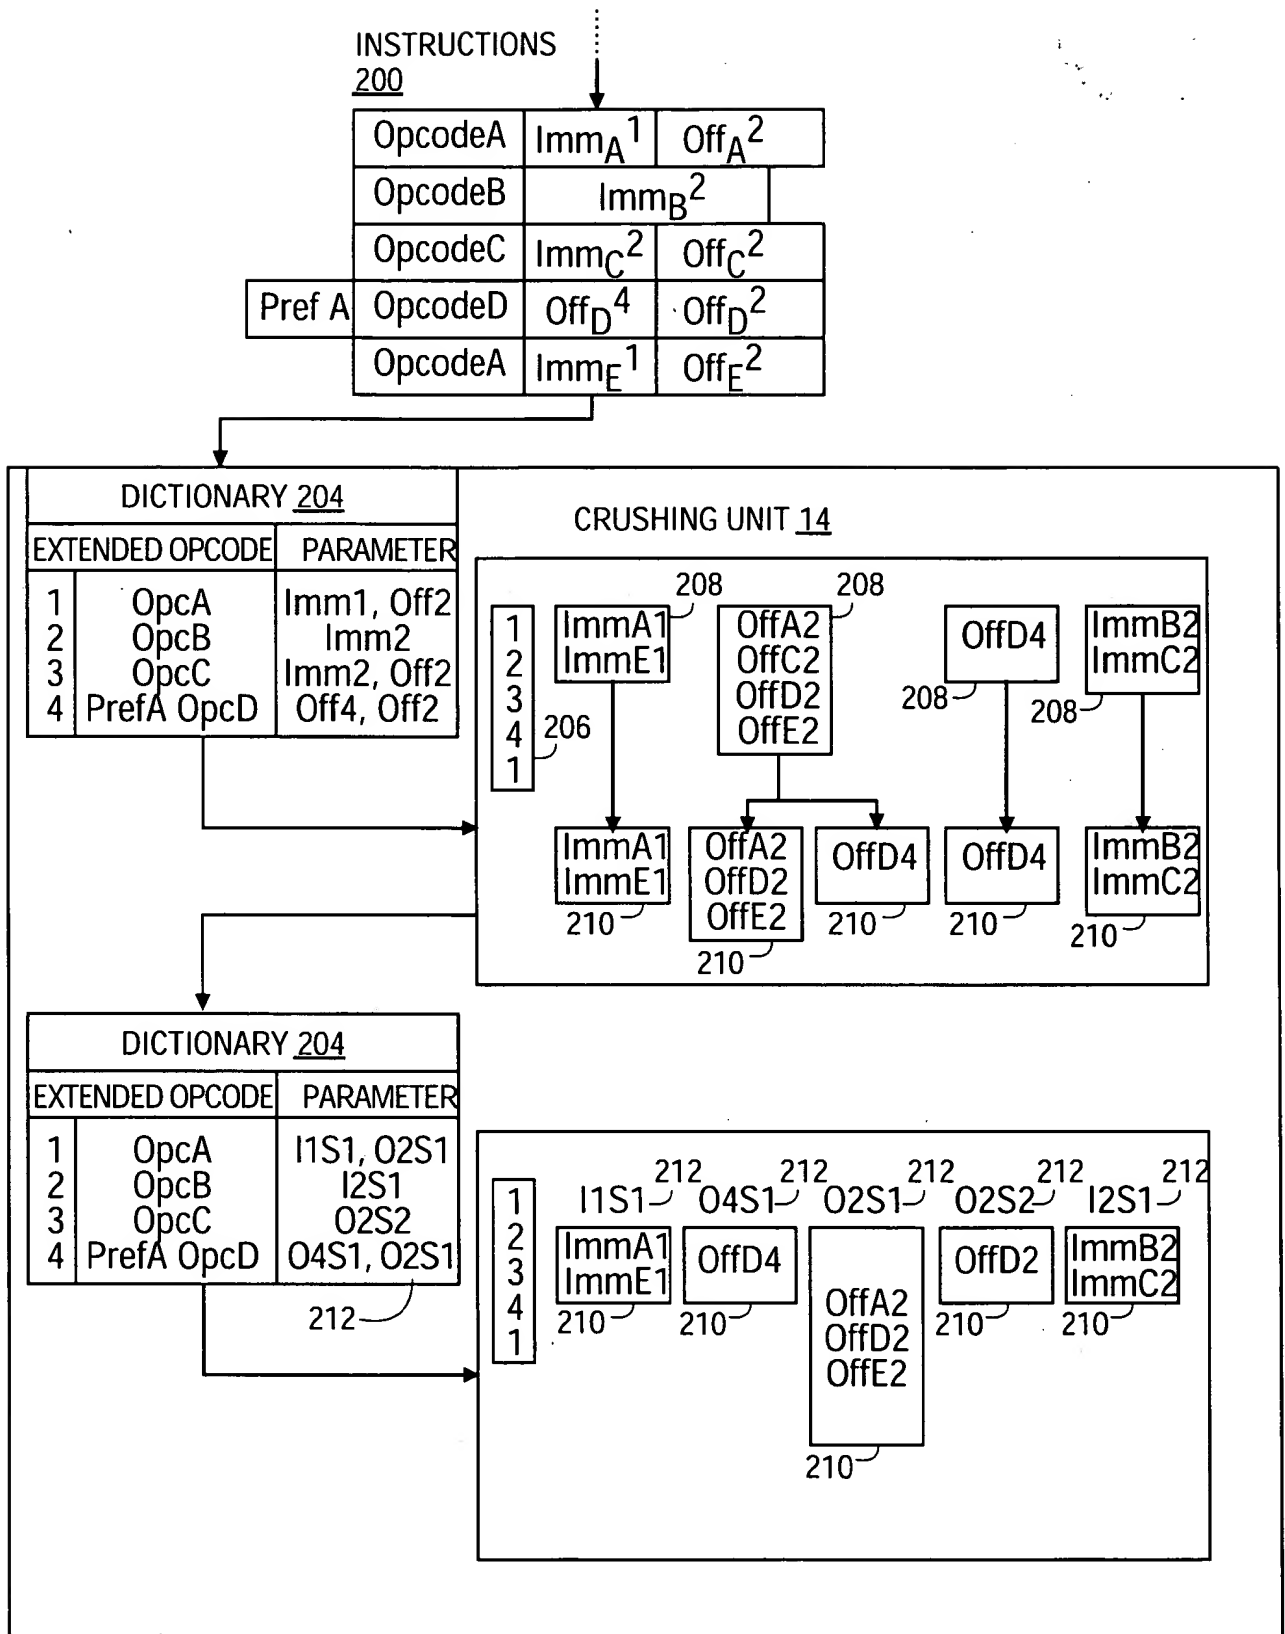 INSTRUCTIONS
200
OpcodeA ImmA1 OffA2
OpcodeB ImmB2
OpcodeC ImmC2 OffC2
Pref A OpcodeD OffD4 OffD2
OpcodeA ImmE1 OffE2
DICTIONARY 204
EXTENDED OPCODE PARAMETER
1 OpcA Imm1, Off2
2 OpcB Imm2
3 OpcC Imm2, Off2
4 PrefA OpcD Off4, Off2
CRUSHING UNIT 14
1
2
3
4
1
206
ImmA1
ImmE1
208
OffA2
OffC2
OffD2
OffE2
208
OffD4
208
ImmB2
ImmC2
208
ImmA1
ImmE1
210
OffA2
OffD2
OffE2
210
OffD4
210
OffD4
210
ImmB2
ImmC2
210
DICTIONARY 204
EXTENDED OPCODE PARAMETER
1 OpcA I1S1, O2S1
2 OpcB I2S1
3 OpcC O2S2
4 PrefA OpcD O4S1, O2S1
212
1
2
3
4
1
I1S1 212
ImmA1
ImmE1
210
O4S1 212
OffD4
210
O2S1 212
OffA2
OffD2
OffE2
210
O2S2 212
OffD2
210
I2S1 212
ImmB2
ImmC2
210